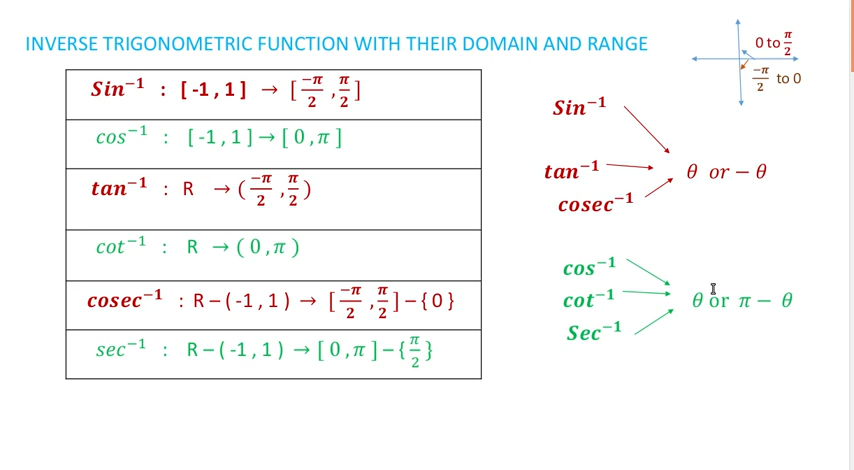 INVERSE TRIGONOMETRIC FUNCTION WITH THEIR DOMAIN AND RANGE
0 to π/2
−π/2 to 0
Sin⁻¹ : [ -1 , 1 ] → [ −π/2 , π/2 ]
cos⁻¹ : [ -1 , 1 ] → [ 0 , π ]
tan⁻¹ : R → ( −π/2 , π/2 )
cot⁻¹ : R → ( 0 , π )
cosec⁻¹ : R – ( -1 , 1 ) → [ −π/2 , π/2 ] – { 0 }
sec⁻¹ : R – ( -1 , 1 ) → [ 0 , π ] – { π/2 }
Sin⁻¹
tan⁻¹
cosec⁻¹
θ or − θ
cos⁻¹
cot⁻¹
Sec⁻¹
θ or π − θ